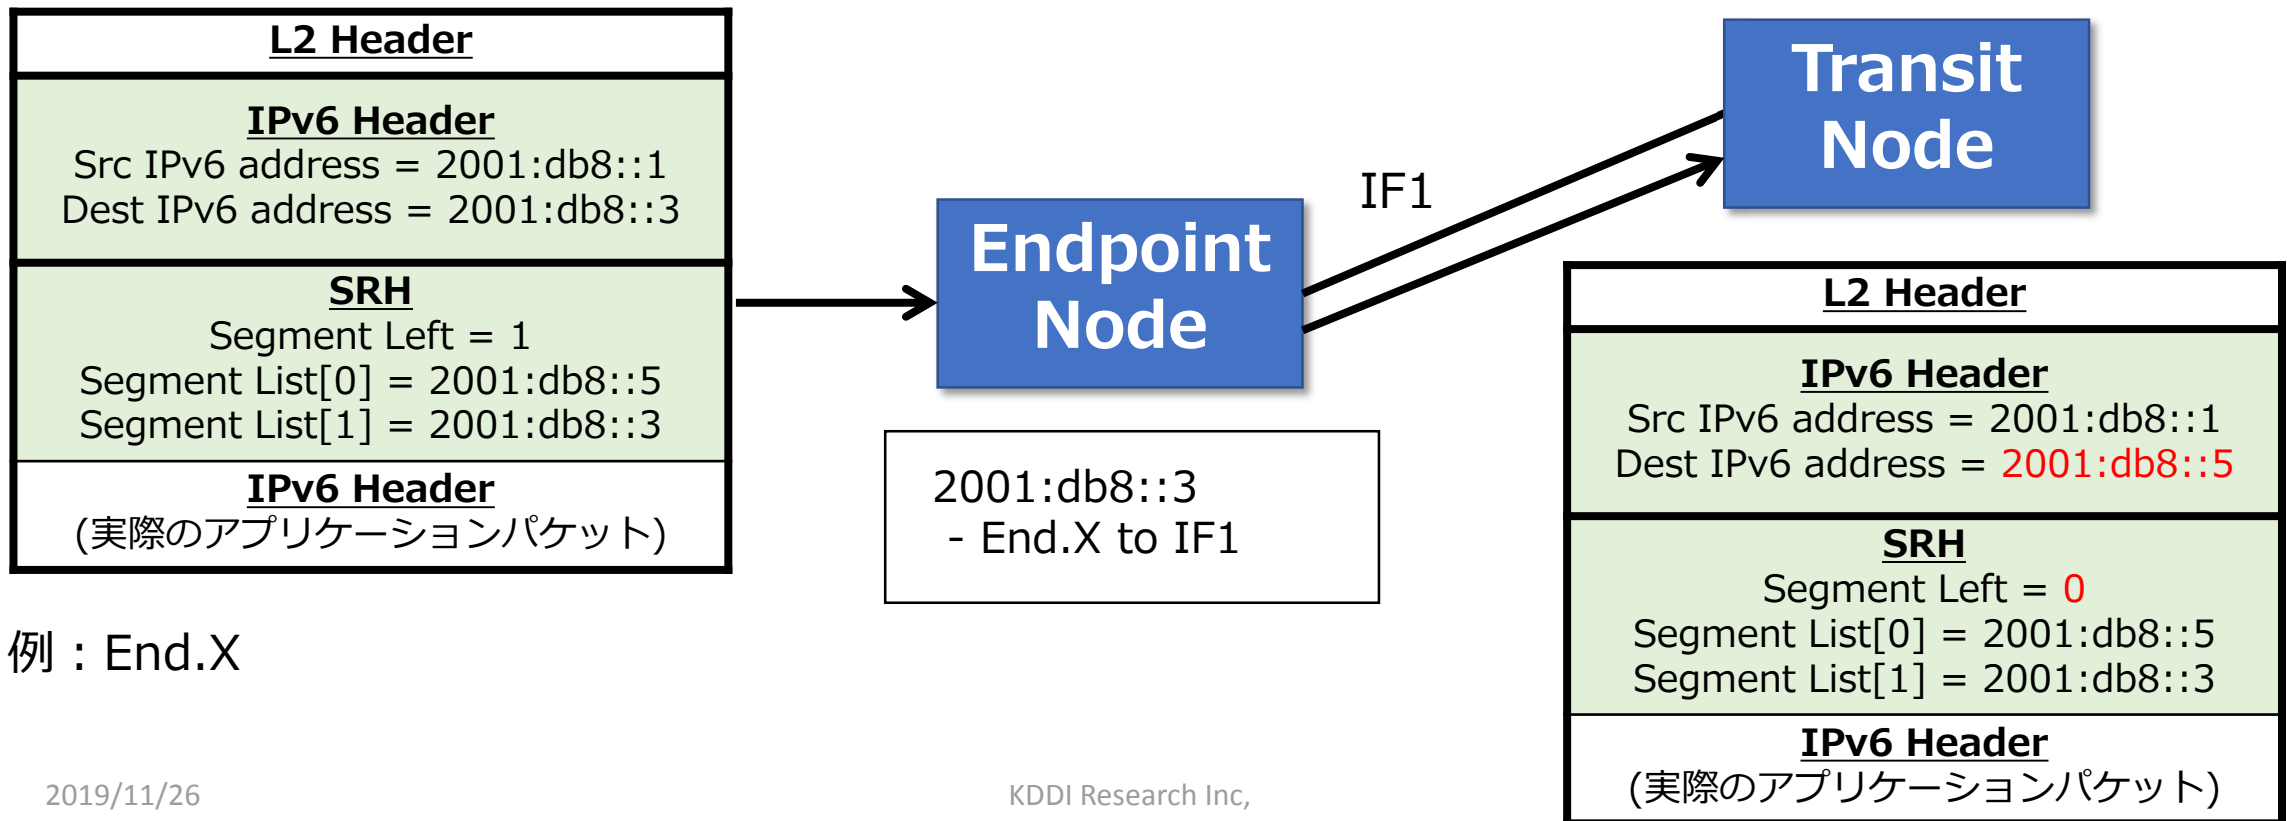 L2 Header
IPv6 Header
Src IPv6 address = 2001:db8::1
Dest IPv6 address = 2001:db8::3
SRH
Segment Left = 1
Segment List[0] = 2001:db8::5
Segment List[1] = 2001:db8::3
IPv6 Header
(実際のアプリケーションパケット)
例：End.X
Endpoint
Node
2001:db8::3
- End.X to IF1
IF1
Transit
Node
L2 Header
IPv6 Header
Src IPv6 address = 2001:db8::1
Dest IPv6 address = 2001:db8::5
SRH
Segment Left = 0
Segment List[0] = 2001:db8::5
Segment List[1] = 2001:db8::3
IPv6 Header
(実際のアプリケーションパケット)
2019/11/26
KDDI Research Inc,